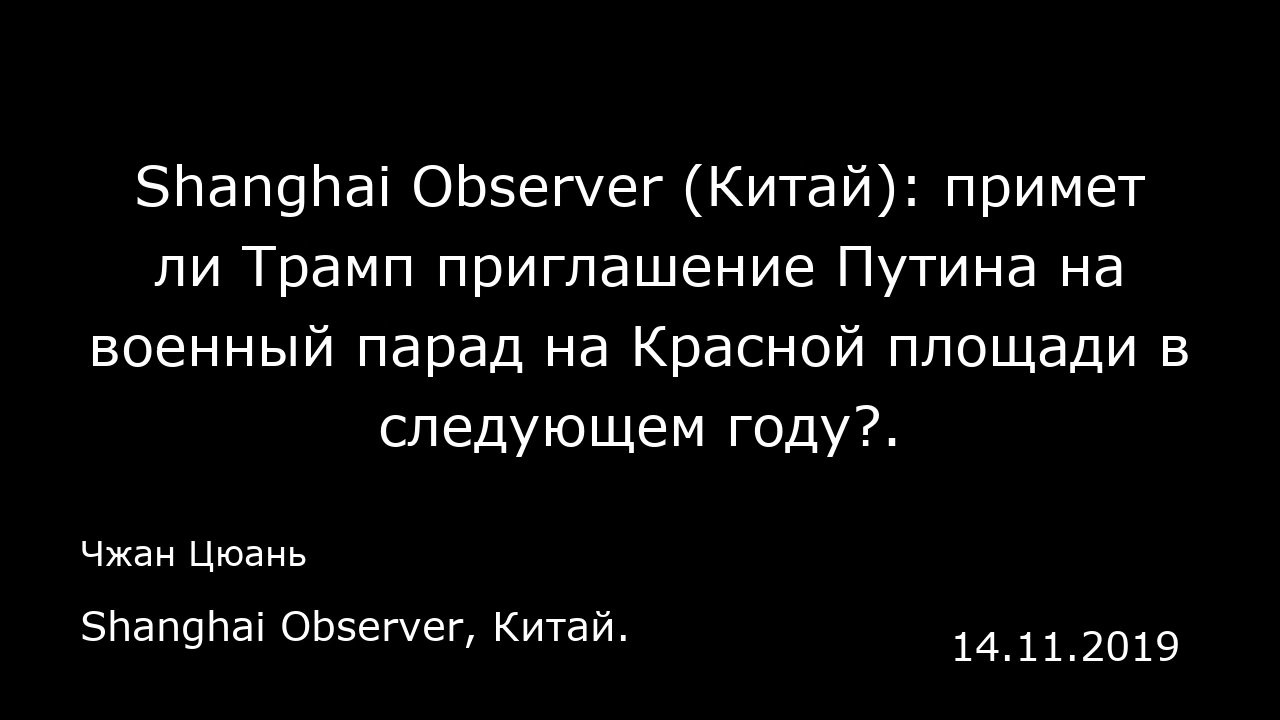 Shanghai Observer (Китай): примет
ли Трамп приглашение Путина на
военный парад на Красной площади в
следующем году?.
Чжан Цюань
Shanghai Observer, Китай.
14.11.2019